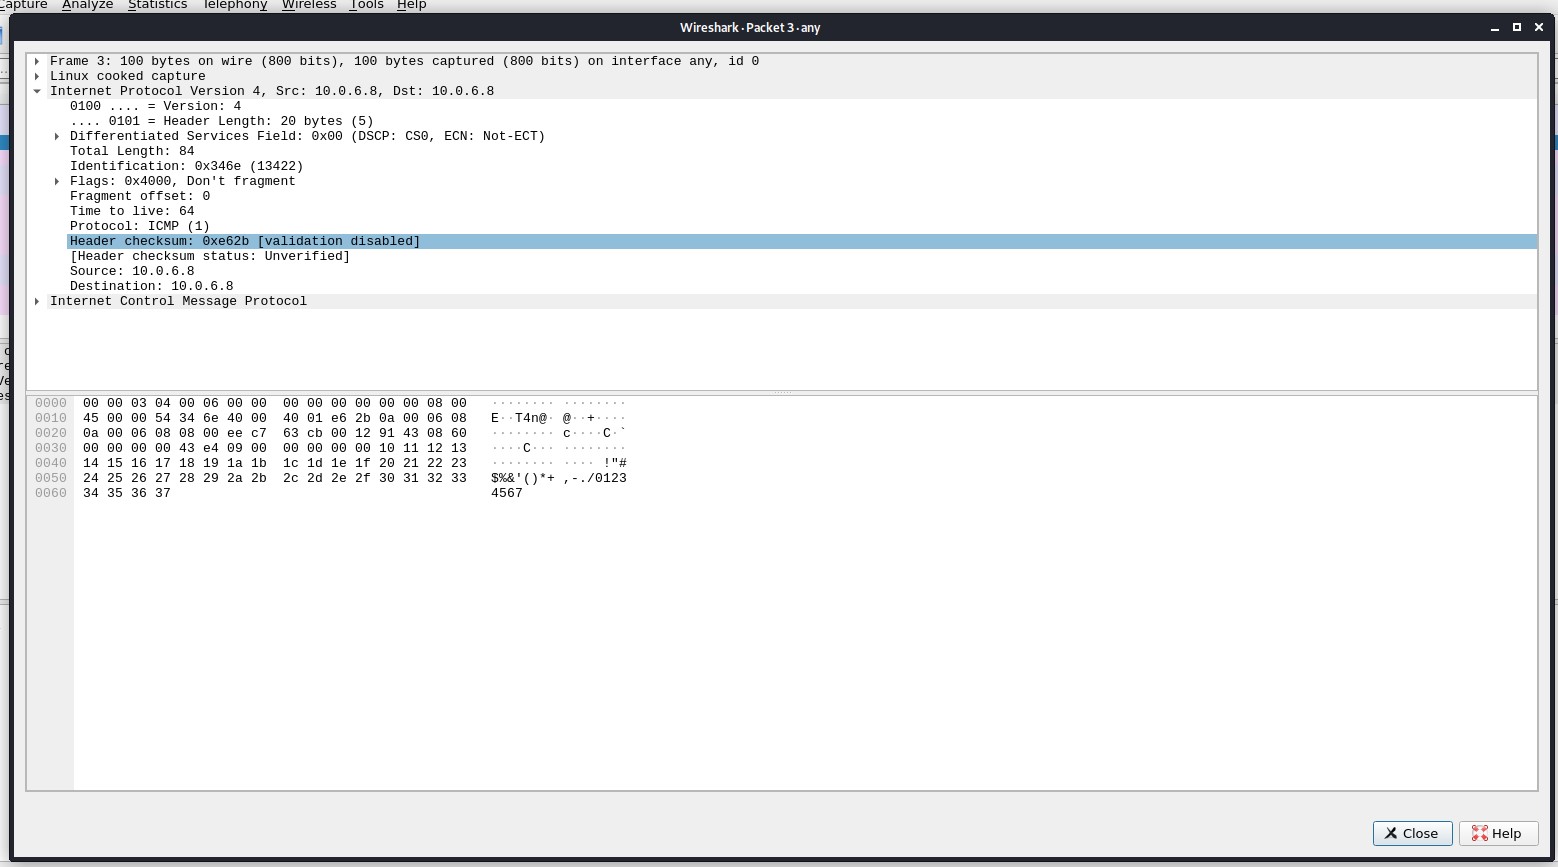 Capture Analyze Statistics Telephony Wireless Tools Help
Wireshark · Packet 3 · any
Frame 3: 100 bytes on wire (800 bits), 100 bytes captured (800 bits) on interface any, id 0
Linux cooked capture
Internet Protocol Version 4, Src: 10.0.6.8, Dst: 10.0.6.8
0100 .... = Version: 4
.... 0101 = Header Length: 20 bytes (5)
Differentiated Services Field: 0x00 (DSCP: CS0, ECN: Not-ECT)
Total Length: 84
Identification: 0x346e (13422)
Flags: 0x4000, Don't fragment
Fragment offset: 0
Time to live: 64
Protocol: ICMP (1)
Header checksum: 0xe62b [validation disabled]
[Header checksum status: Unverified]
Source: 10.0.6.8
Destination: 10.0.6.8
Internet Control Message Protocol
0000 00 00 03 04 00 06 00 00 00 00 00 00 00 00 08 00 ········ ········
0010 45 00 00 54 34 6e 40 00 40 01 e6 2b 0a 00 06 08 E··T4n@· @··+····
0020 0a 00 06 08 08 00 ee c7 63 cb 00 12 91 43 08 60 ········ c····C·`
0030 00 00 00 00 43 e4 09 00 00 00 00 00 10 11 12 13 ····C··· ········
0040 14 15 16 17 18 19 1a 1b 1c 1d 1e 1f 20 21 22 23 ········ ···· !"#
0050 24 25 26 27 28 29 2a 2b 2c 2d 2e 2f 30 31 32 33 $%&'()*+ ,-./0123
0060 34 35 36 37 4567
Close Help